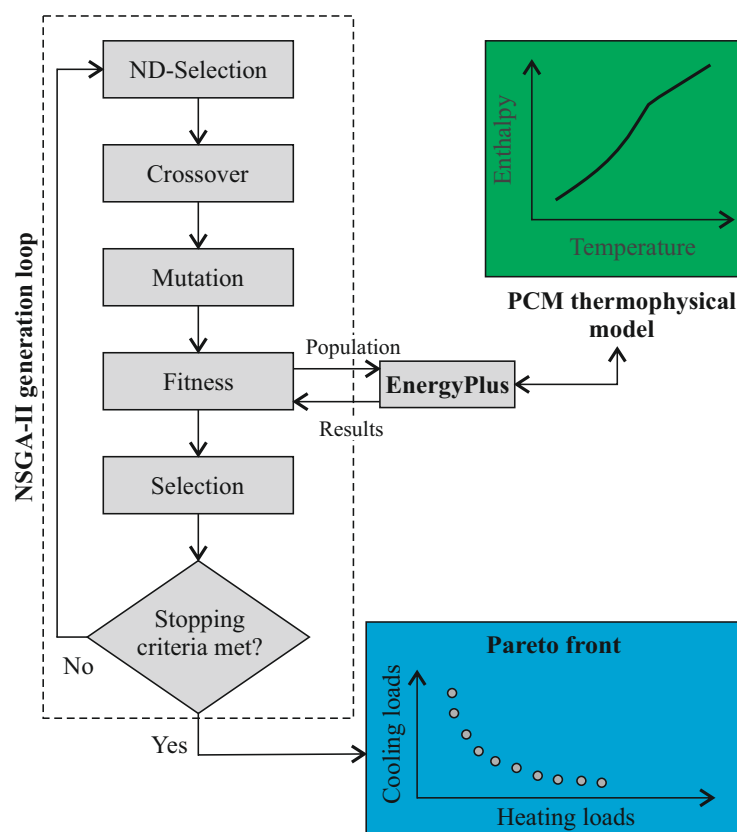 NSGA-II generation loop
ND-Selection
Crossover
Mutation
Fitness
Population
Results
EnergyPlus
Selection
Stopping
criteria met?
No
Yes
Enthalpy
Temperature
PCM thermophysical
model
Pareto front
Cooling loads
Heating loads